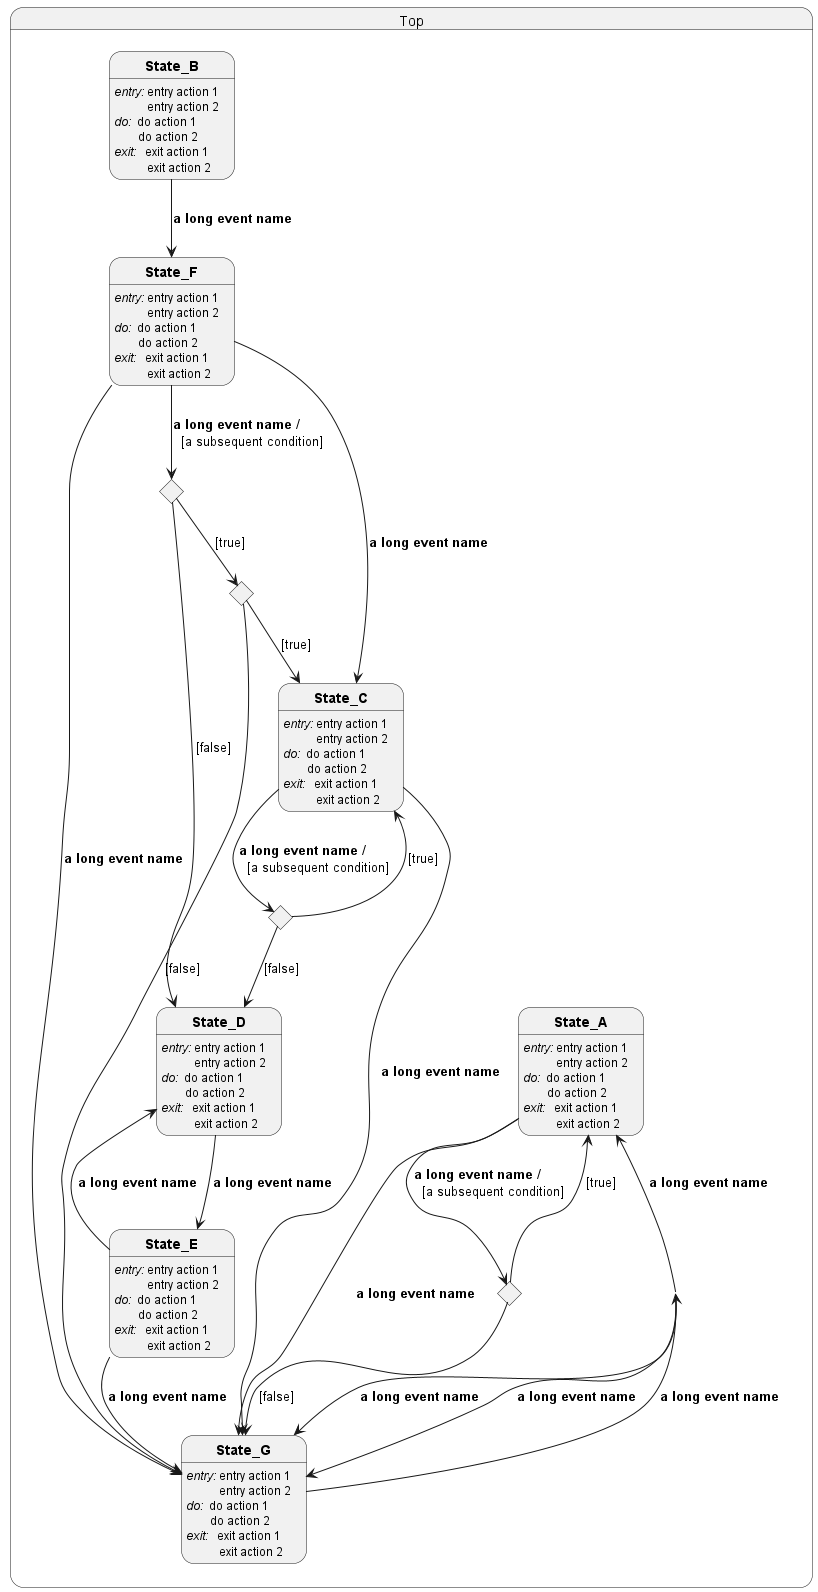 Top
State_B
entry: entry action 1
entry action 2
do: do action 1
do action 2
exit: exit action 1
exit action 2
a long event name
State_F
entry: entry action 1
entry action 2
do: do action 1
do action 2
exit: exit action 1
exit action 2
a long event name /
[a subsequent condition]
[true]
a long event name
[true]
State_C
entry: entry action 1
entry action 2
do: do action 1
do action 2
exit: exit action 1
exit action 2
[false]
a long event name
a long event name /
[a subsequent condition]
[true]
[false]
[false]
State_D
entry: entry action 1
entry action 2
do: do action 1
do action 2
exit: exit action 1
exit action 2
a long event name
State_A
entry: entry action 1
entry action 2
do: do action 1
do action 2
exit: exit action 1
exit action 2
a long event name
a long event name
a long event name /
[a subsequent condition]
[true]
a long event name
State_E
entry: entry action 1
entry action 2
do: do action 1
do action 2
exit: exit action 1
exit action 2
a long event name
a long event name
[false]
a long event name
a long event name
a long event name
State_G
entry: entry action 1
entry action 2
do: do action 1
do action 2
exit: exit action 1
exit action 2